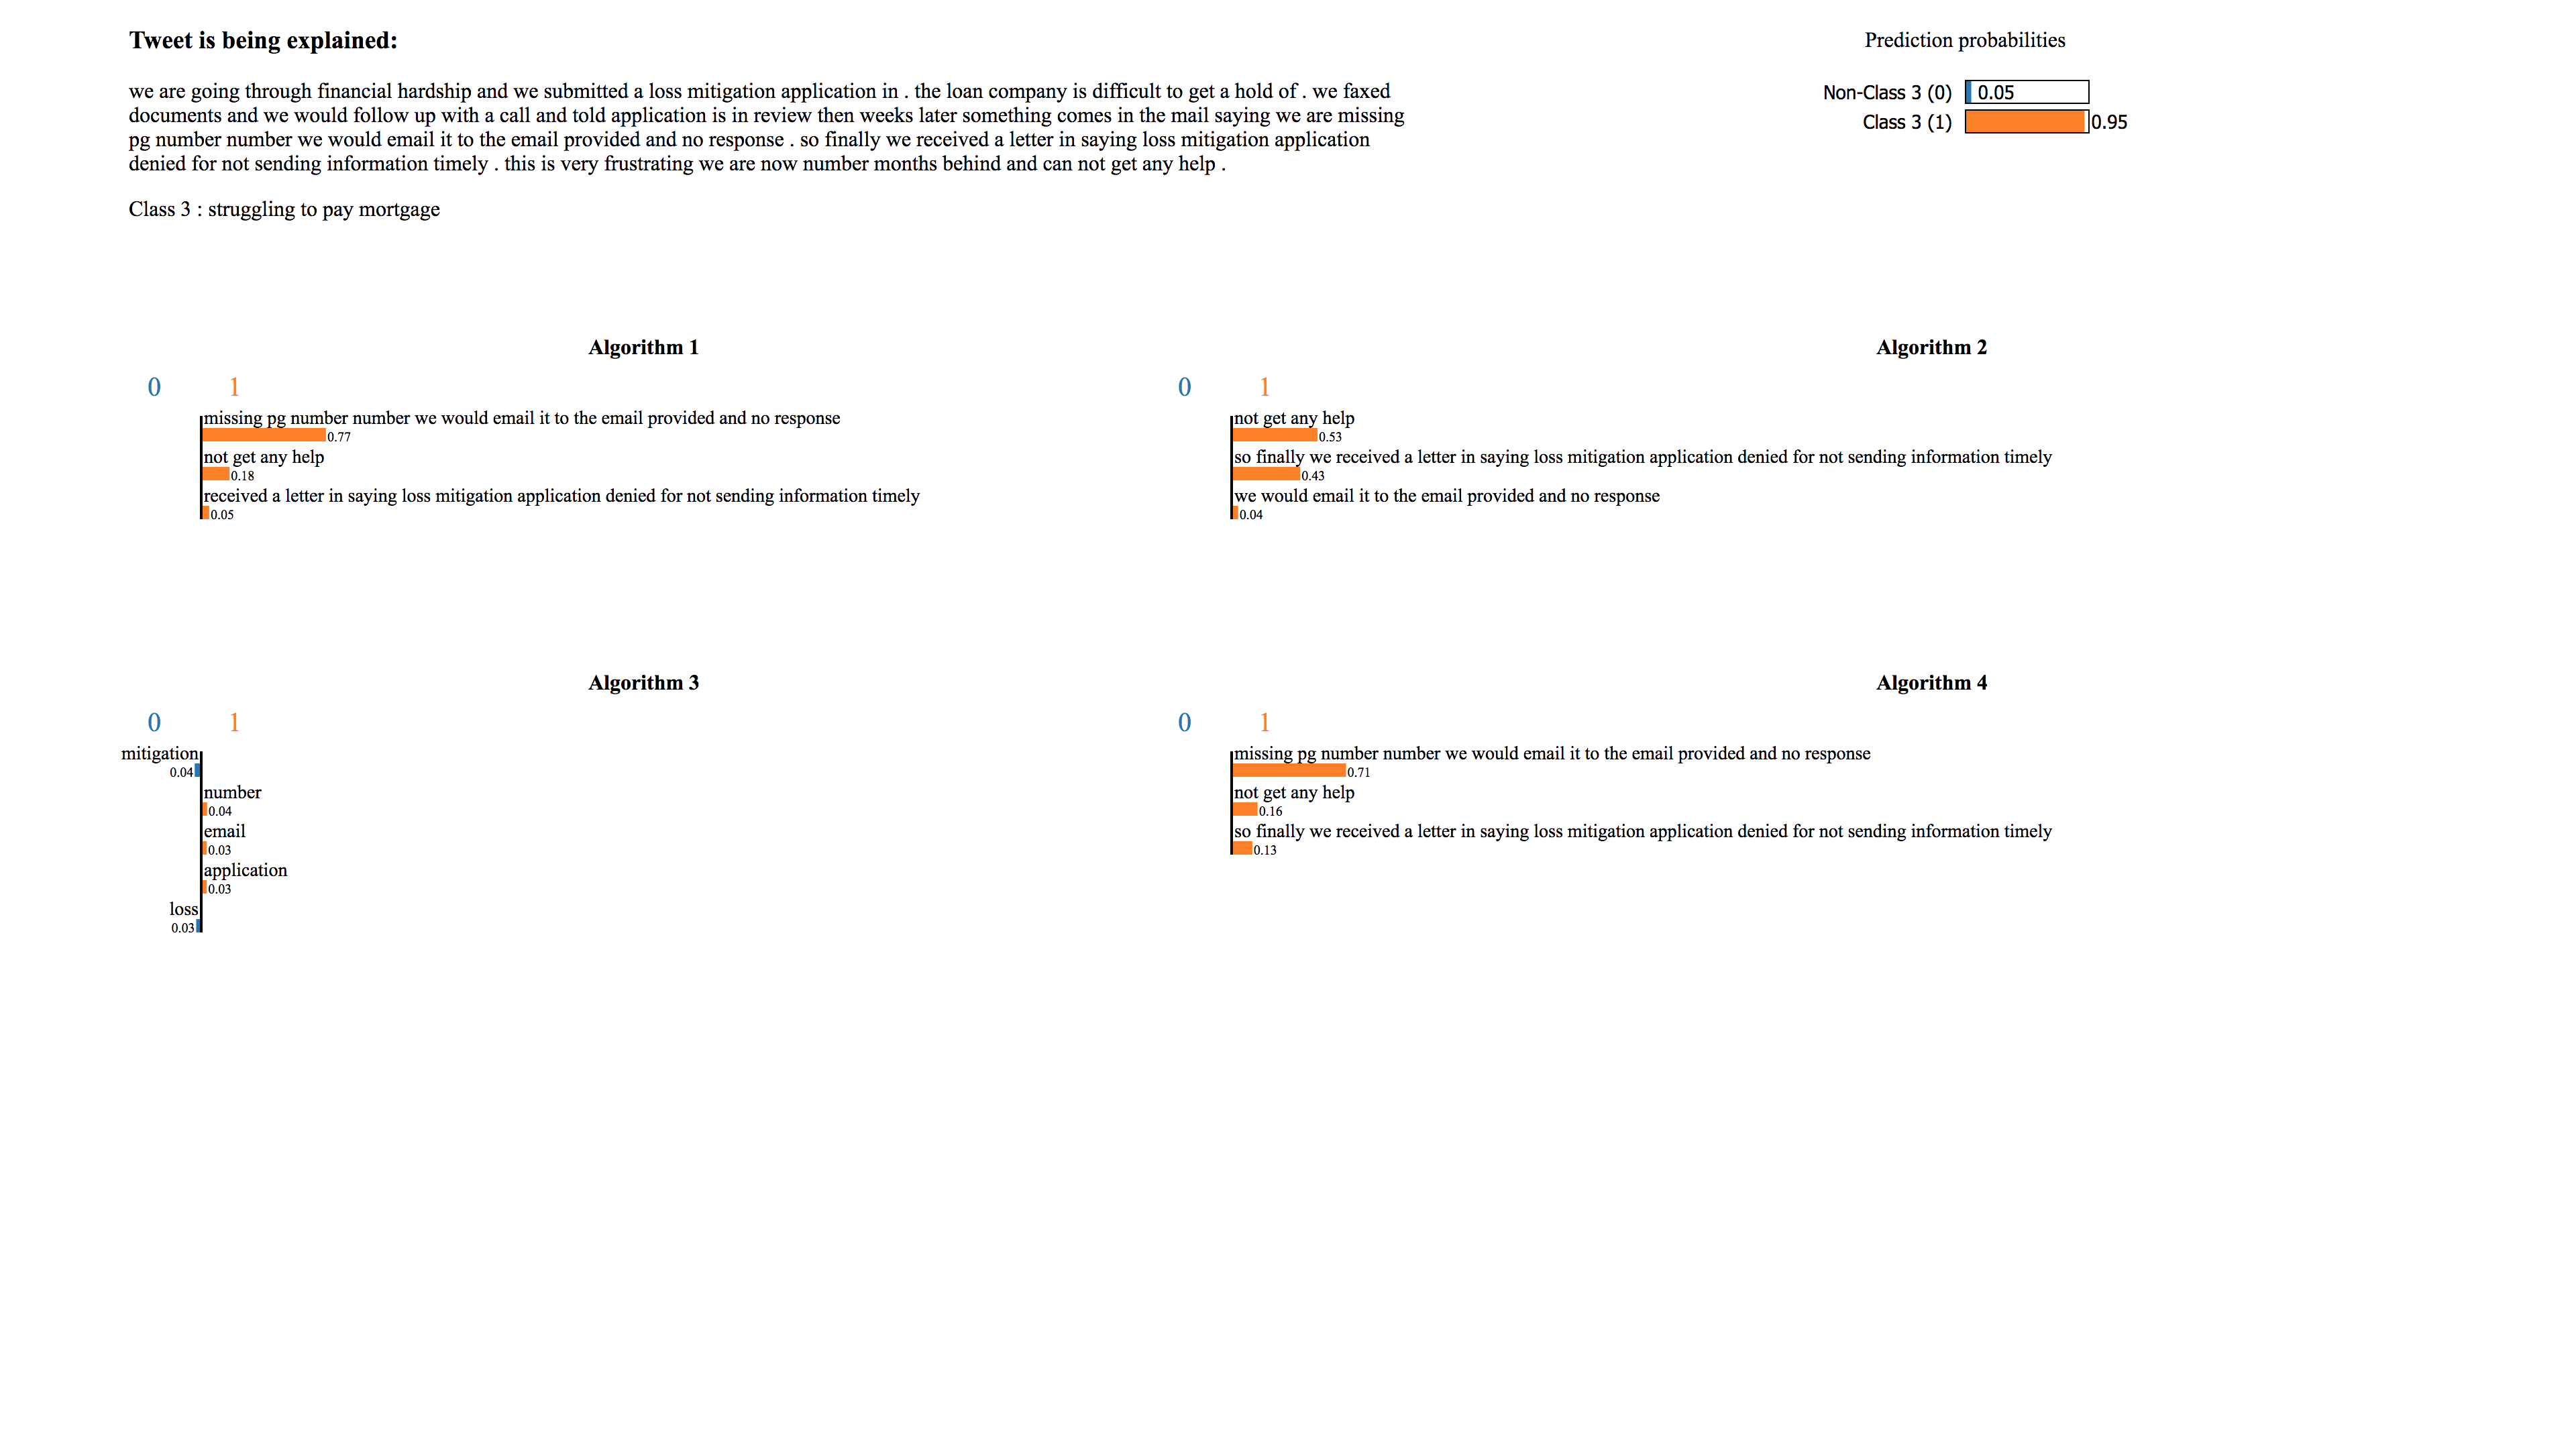 Tweet is being explained:
we are going through financial hardship and we submitted a loss mitigation application in . the loan company is difficult to get a hold of . we faxed
documents and we would follow up with a call and told application is in review then weeks later something comes in the mail saying we are missing
pg number number we would email it to the email provided and no response . so finally we received a letter in saying loss mitigation application
denied for not sending information timely . this is very frustrating we are now number months behind and can not get any help .
Class 3 : struggling to pay mortgage
Prediction probabilities
Non-Class 3 (0) 0.05
Class 3 (1) 0.95
Algorithm 1
0 1
missing pg number number we would email it to the email provided and no response
0.77
not get any help
0.18
received a letter in saying loss mitigation application denied for not sending information timely
0.05
Algorithm 2
0 1
not get any help
0.53
so finally we received a letter in saying loss mitigation application denied for not sending information timely
0.43
we would email it to the email provided and no response
0.04
Algorithm 3
0 1
mitigation
0.04
number
0.04
email
0.03
application
0.03
loss
0.03
Algorithm 4
0 1
missing pg number number we would email it to the email provided and no response
0.71
not get any help
0.16
so finally we received a letter in saying loss mitigation application denied for not sending information timely
0.13